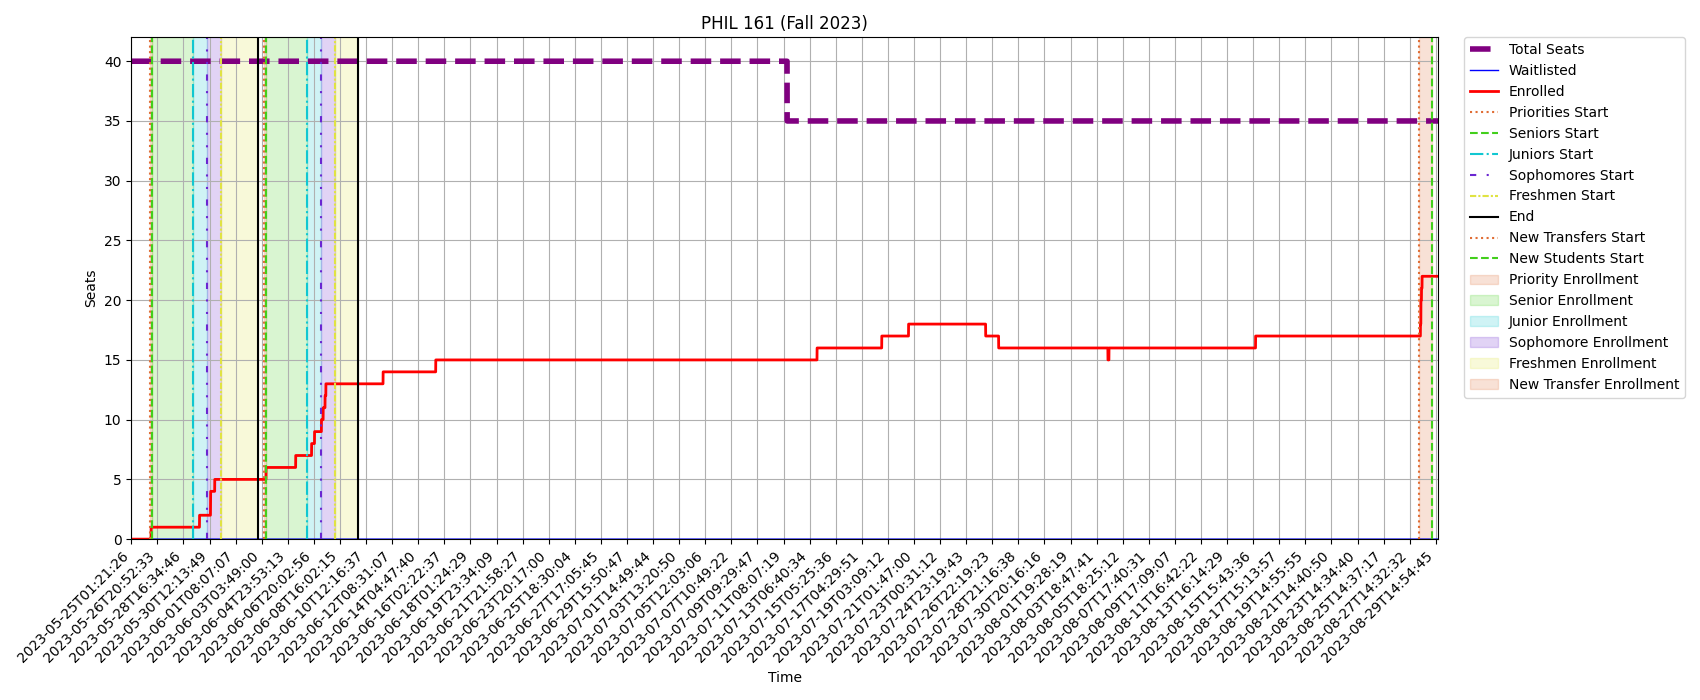 PHIL 161 (Fall 2023)
Seats
40
35
30
25
20
15
10
5
0
2023-05-25T01:21:26
2023-05-26T20:52:33
2023-05-28T16:34:46
2023-05-30T12:13:49
2023-06-01T08:07:07
2023-06-03T03:49:00
2023-06-04T23:53:13
2023-06-06T20:02:56
2023-06-08T16:02:15
2023-06-10T12:16:37
2023-06-12T08:31:07
2023-06-14T04:47:40
2023-06-16T02:22:37
2023-06-18T01:24:29
2023-06-19T23:34:09
2023-06-21T21:58:27
2023-06-23T20:17:00
2023-06-25T18:30:04
2023-06-27T17:05:45
2023-06-29T15:50:47
2023-07-01T14:49:44
2023-07-03T13:20:50
2023-07-05T12:03:06
2023-07-07T10:49:22
2023-07-09T09:29:47
2023-07-11T08:07:19
2023-07-13T06:40:34
2023-07-15T05:25:36
2023-07-17T04:29:51
2023-07-19T03:09:12
2023-07-21T01:47:00
2023-07-23T00:31:12
2023-07-24T23:19:43
2023-07-26T22:19:23
2023-07-28T21:16:38
2023-07-30T20:16:16
2023-08-01T19:28:19
2023-08-03T18:47:41
2023-08-05T18:25:12
2023-08-07T17:40:31
2023-08-09T17:09:07
2023-08-11T16:42:22
2023-08-13T16:14:29
2023-08-15T15:43:36
2023-08-17T15:13:57
2023-08-19T14:55:55
2023-08-21T14:40:50
2023-08-23T14:34:40
2023-08-25T14:37:17
2023-08-27T14:32:32
2023-08-29T14:54:45
Time
Total Seats
Waitlisted
Enrolled
Priorities Start
Seniors Start
Juniors Start
Sophomores Start
Freshmen Start
End
New Transfers Start
New Students Start
Priority Enrollment
Senior Enrollment
Junior Enrollment
Sophomore Enrollment
Freshmen Enrollment
New Transfer Enrollment